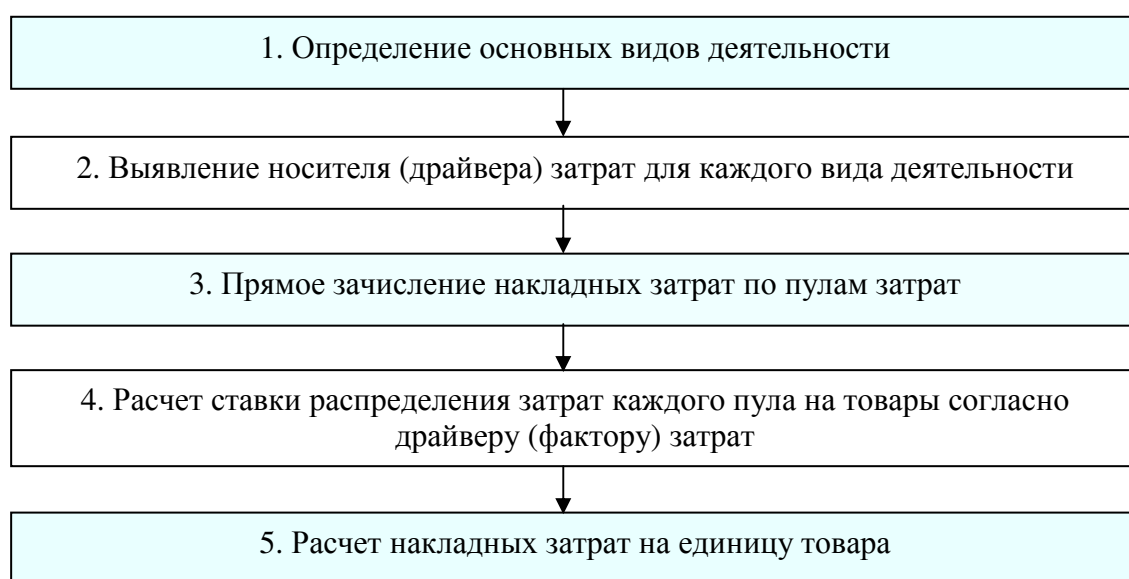 1. Определение основных видов деятельности
2. Выявление носителя (драйвера) затрат для каждого вида деятельности
3. Прямое зачисление накладных затрат по пулам затрат
4. Расчет ставки распределения затрат каждого пула на товары согласно
драйверу (фактору) затрат
5. Расчет накладных затрат на единицу товара